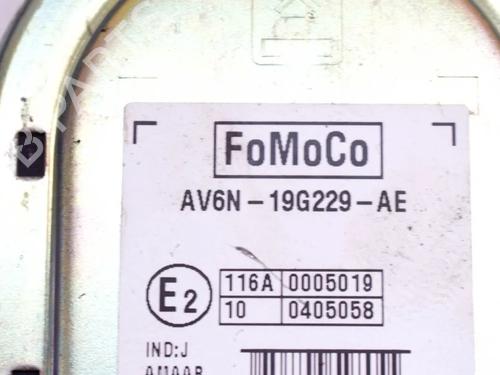 FoMoCo
AV6N-19G229-AE
E2
116A 0005019
10 0405058
IND:J